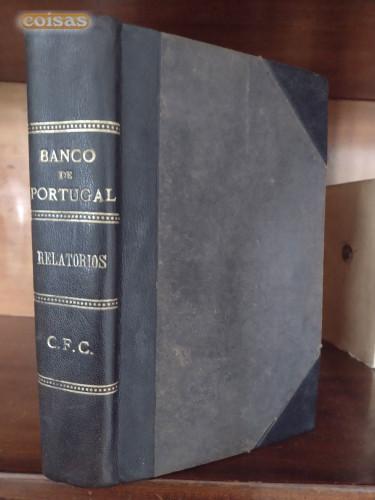 coisas
BANCO
DE
PORTUGAL
RELATORIOS
C.F.C.